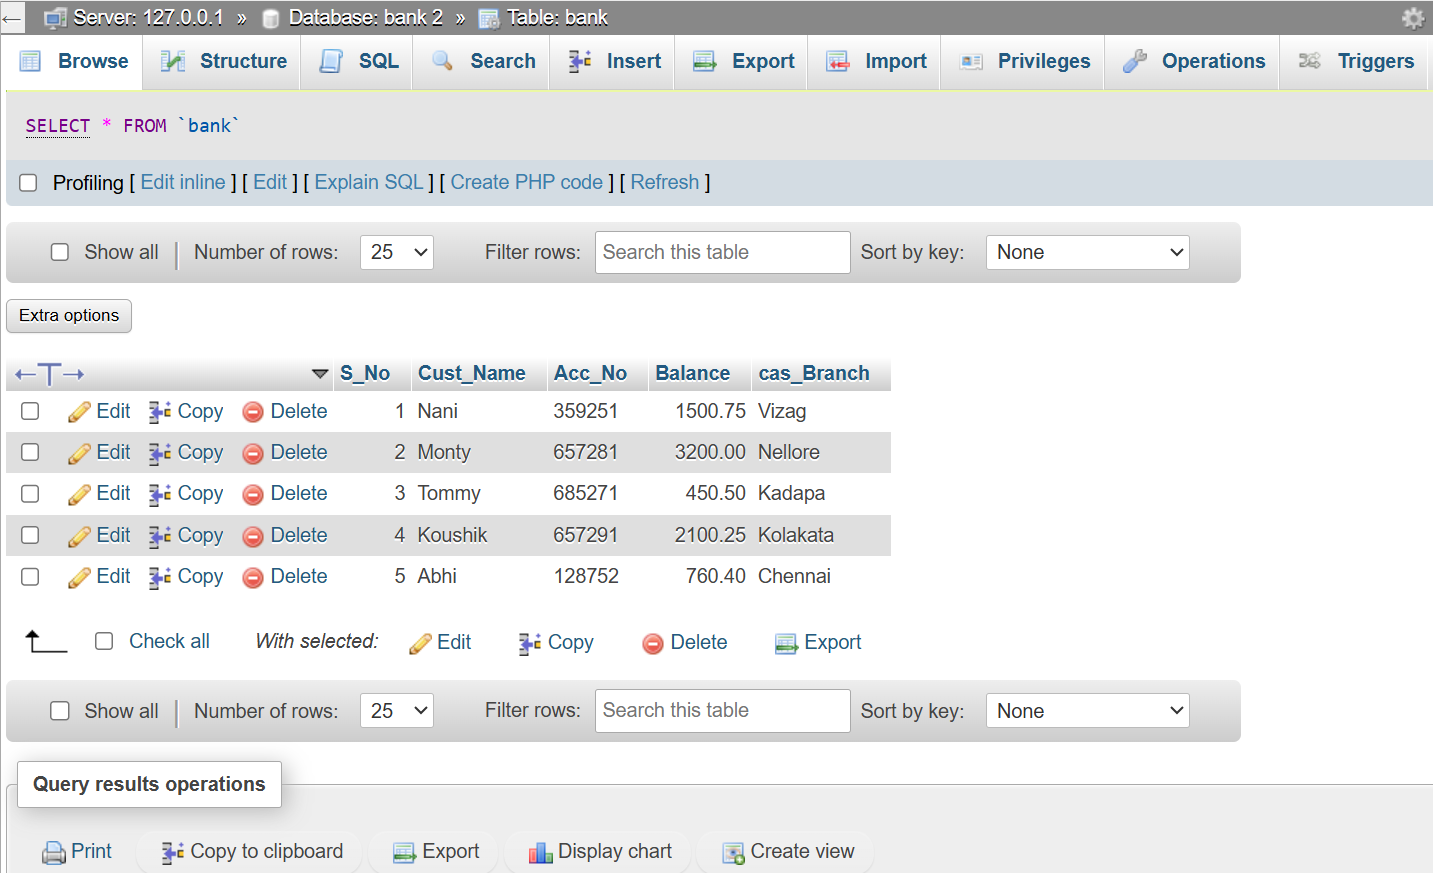 Server: 127.0.0.1 » Database: bank 2 » Table: bank
Browse Structure SQL Search Insert Export Import Privileges Operations Triggers
SELECT * FROM `bank`
Profiling [ Edit inline ] [ Edit ] [ Explain SQL ] [ Create PHP code ] [ Refresh ]
Show all Number of rows: 25 Filter rows: Search this table Sort by key: None
Extra options
S_No Cust_Name Acc_No Balance cas_Branch
Edit Copy Delete 1 Nani 359251 1500.75 Vizag
Edit Copy Delete 2 Monty 657281 3200.00 Nellore
Edit Copy Delete 3 Tommy 685271 450.50 Kadapa
Edit Copy Delete 4 Koushik 657291 2100.25 Kolakata
Edit Copy Delete 5 Abhi 128752 760.40 Chennai
Check all With selected: Edit Copy Delete Export
Show all Number of rows: 25 Filter rows: Search this table Sort by key: None
Query results operations
Print Copy to clipboard Export Display chart Create view